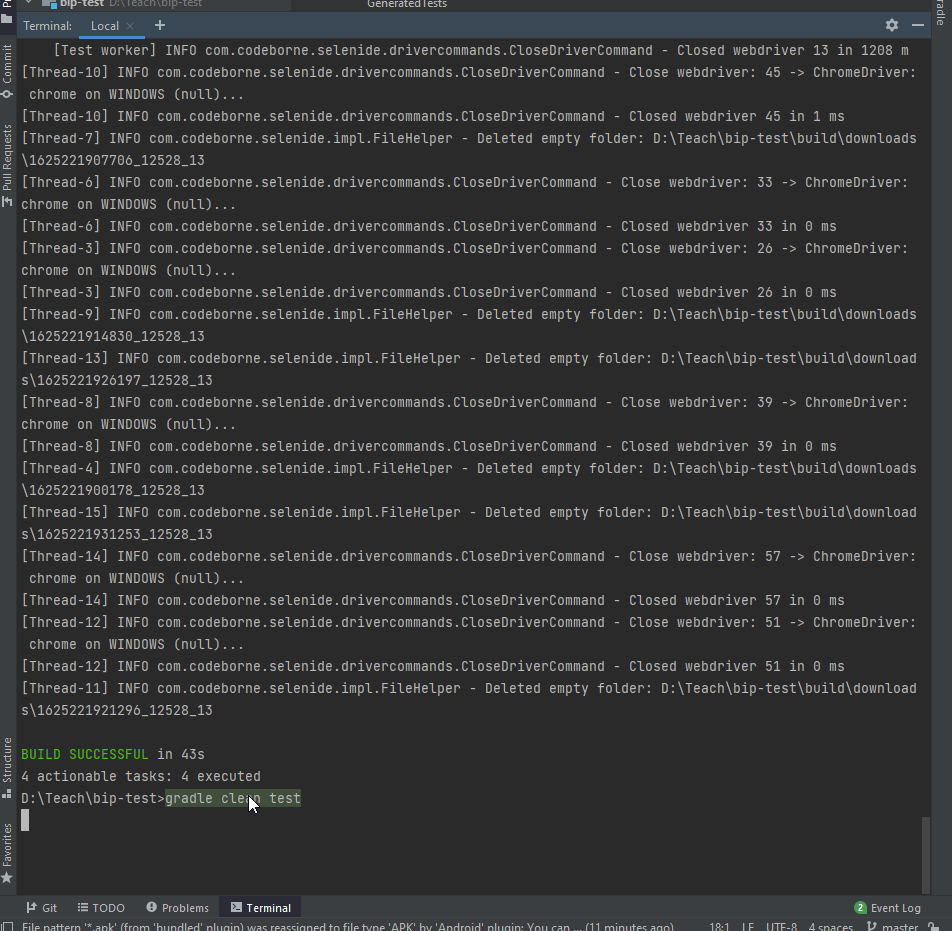 bip-test D:\Teach\bip-test
GeneratedTests
Terminal: Local × +
[Test worker] INFO com.codeborne.selenide.drivercommands.CloseDriverCommand - Closed webdriver 13 in 1208 m
[Thread-10] INFO com.codeborne.selenide.drivercommands.CloseDriverCommand - Close webdriver: 45 -> ChromeDriver:
chrome on WINDOWS (null)...
[Thread-10] INFO com.codeborne.selenide.drivercommands.CloseDriverCommand - Closed webdriver 45 in 1 ms
[Thread-7] INFO com.codeborne.selenide.impl.FileHelper - Deleted empty folder: D:\Teach\bip-test\build\downloads
\1625221907706_12528_13
[Thread-6] INFO com.codeborne.selenide.drivercommands.CloseDriverCommand - Close webdriver: 33 -> ChromeDriver:
chrome on WINDOWS (null)...
[Thread-6] INFO com.codeborne.selenide.drivercommands.CloseDriverCommand - Closed webdriver 33 in 0 ms
[Thread-3] INFO com.codeborne.selenide.drivercommands.CloseDriverCommand - Close webdriver: 26 -> ChromeDriver:
chrome on WINDOWS (null)...
[Thread-3] INFO com.codeborne.selenide.drivercommands.CloseDriverCommand - Closed webdriver 26 in 0 ms
[Thread-9] INFO com.codeborne.selenide.impl.FileHelper - Deleted empty folder: D:\Teach\bip-test\build\downloads
\1625221914830_12528_13
[Thread-13] INFO com.codeborne.selenide.impl.FileHelper - Deleted empty folder: D:\Teach\bip-test\build\download
s\1625221926197_12528_13
[Thread-8] INFO com.codeborne.selenide.drivercommands.CloseDriverCommand - Close webdriver: 39 -> ChromeDriver:
chrome on WINDOWS (null)...
[Thread-8] INFO com.codeborne.selenide.drivercommands.CloseDriverCommand - Closed webdriver 39 in 0 ms
[Thread-4] INFO com.codeborne.selenide.impl.FileHelper - Deleted empty folder: D:\Teach\bip-test\build\downloads
\1625221900178_12528_13
[Thread-15] INFO com.codeborne.selenide.impl.FileHelper - Deleted empty folder: D:\Teach\bip-test\build\download
s\1625221931253_12528_13
[Thread-14] INFO com.codeborne.selenide.drivercommands.CloseDriverCommand - Close webdriver: 57 -> ChromeDriver:
chrome on WINDOWS (null)...
[Thread-14] INFO com.codeborne.selenide.drivercommands.CloseDriverCommand - Closed webdriver 57 in 0 ms
[Thread-12] INFO com.codeborne.selenide.drivercommands.CloseDriverCommand - Close webdriver: 51 -> ChromeDriver:
chrome on WINDOWS (null)...
[Thread-12] INFO com.codeborne.selenide.drivercommands.CloseDriverCommand - Closed webdriver 51 in 0 ms
[Thread-11] INFO com.codeborne.selenide.impl.FileHelper - Deleted empty folder: D:\Teach\bip-test\build\download
s\1625221921296_12528_13
BUILD SUCCESSFUL in 43s
4 actionable tasks: 4 executed
D:\Teach\bip-test>gradle clean test
Commit
Pull Requests
Structure
Favorites
Git TODO Problems Terminal 2 Event Log
File pattern '*.apk' (from 'bundled' plugin) was reassigned to file type 'APK' by 'Android' plugin: You can ... (11 minutes ago) 18:1 LF UTF-8 4 spaces master